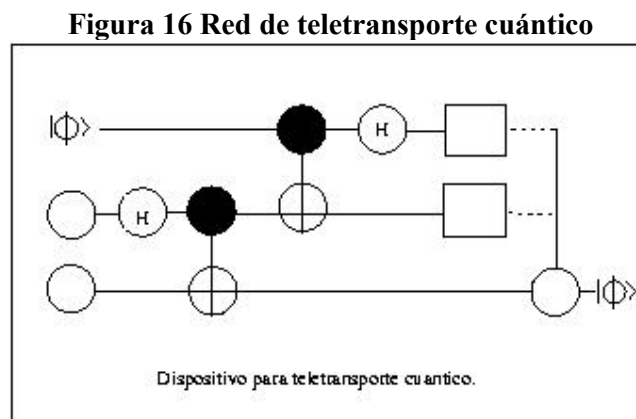 Figura 16 Red de teletransporte cuántico
|Φ>
H
H
|Φ>
Dispositivo para teletransporte cuantico.